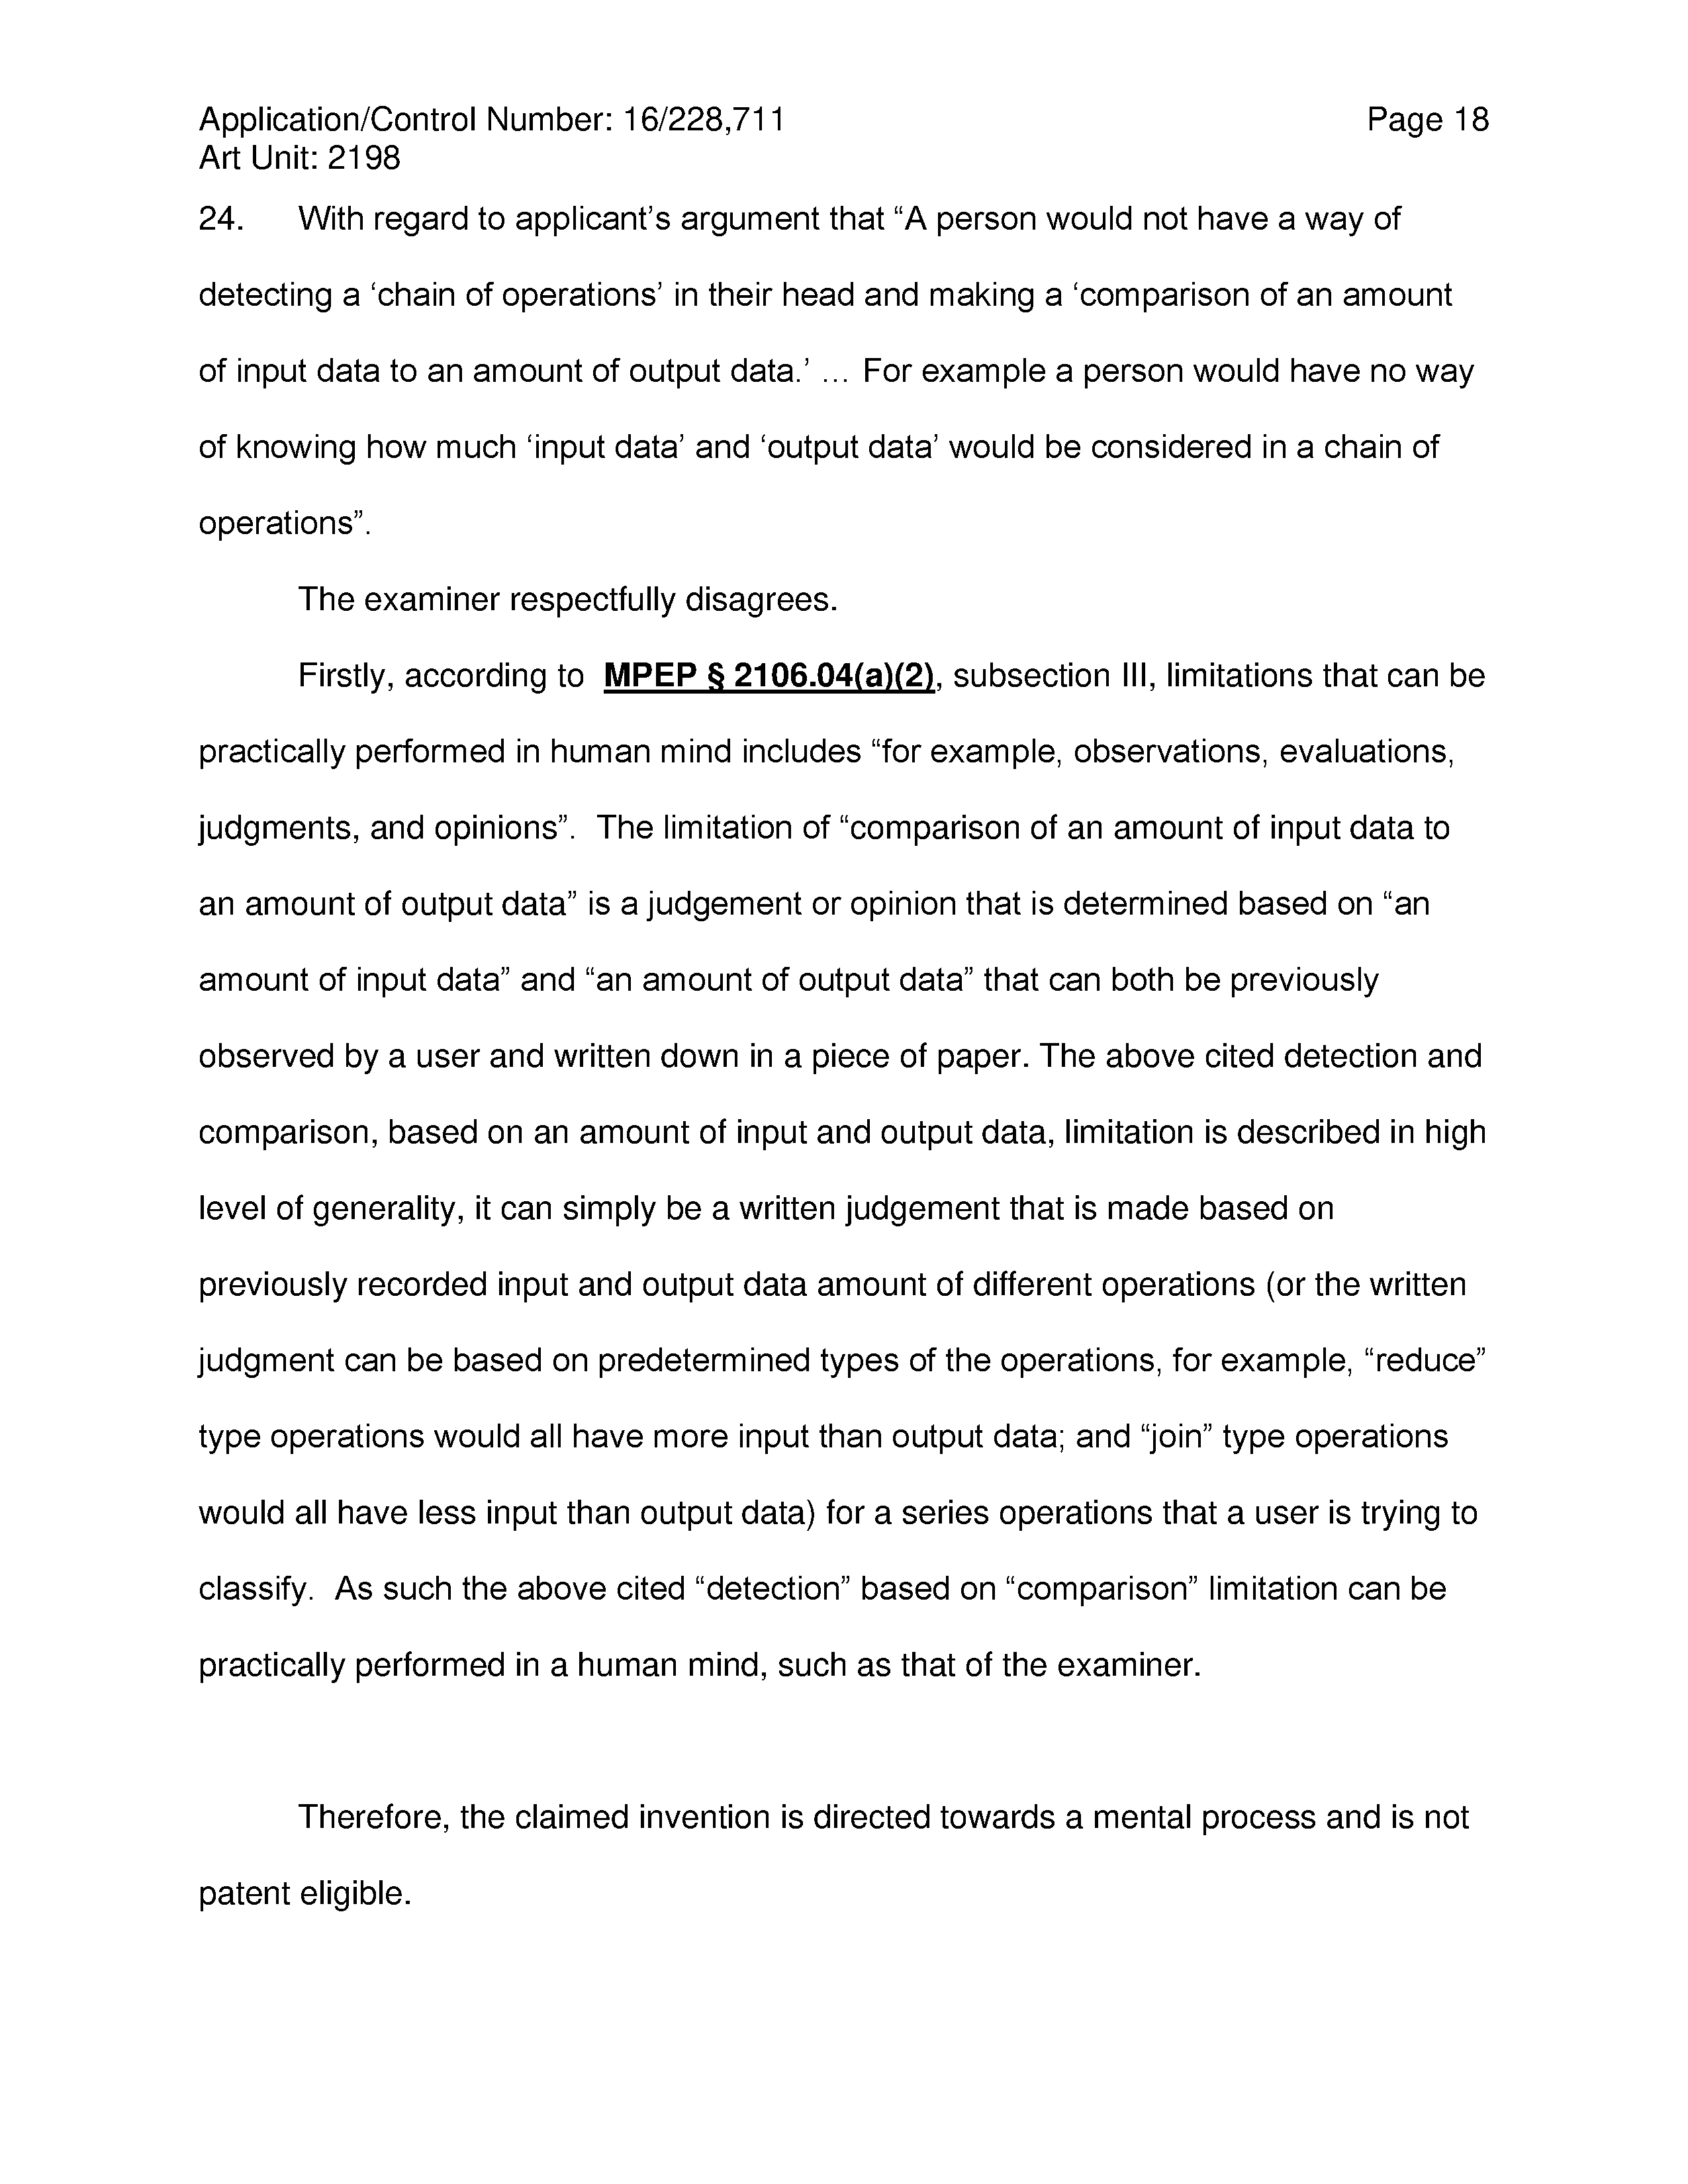 Application/Control Number: 16/228,711 Page 18
Art Unit: 2198
24. With regard to applicant’s argument that “A person would not have a way of
detecting a ‘chain of operations’ in their head and making a ‘comparison of an amount
of input data to an amount of output data.’ … For example a person would have no way
of knowing how much ‘input data’ and ‘output data’ would be considered in a chain of
operations”.
The examiner respectfully disagrees.
Firstly, according to MPEP § 2106.04(a)(2), subsection III, limitations that can be
practically performed in human mind includes “for example, observations, evaluations,
judgments, and opinions”. The limitation of “comparison of an amount of input data to
an amount of output data” is a judgement or opinion that is determined based on “an
amount of input data” and “an amount of output data” that can both be previously
observed by a user and written down in a piece of paper. The above cited detection and
comparison, based on an amount of input and output data, limitation is described in high
level of generality, it can simply be a written judgement that is made based on
previously recorded input and output data amount of different operations (or the written
judgment can be based on predetermined types of the operations, for example, “reduce”
type operations would all have more input than output data; and “join” type operations
would all have less input than output data) for a series operations that a user is trying to
classify. As such the above cited “detection” based on “comparison” limitation can be
practically performed in a human mind, such as that of the examiner.
Therefore, the claimed invention is directed towards a mental process and is not
patent eligible.